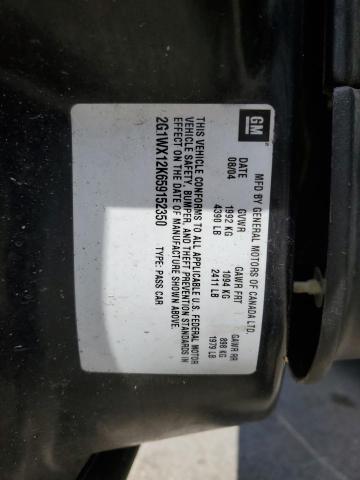 GM
MFD BY GENERAL MOTORS OF CANADA LTD.
DATE GVWR GAWR FRT GAWR RR
08/04 1992 KG 1094 KG 898 KG
4390 LB 2411 LB 1979 LB
THIS VEHICLE CONFORMS TO ALL APPLICABLE U.S. FEDERAL MOTOR
VEHICLE SAFETY, BUMPER, AND THEFT PREVENTION STANDARDS IN
EFFECT ON THE DATE OF MANUFACTURE SHOWN ABOVE.
2G1WX12K659152350 TYPE: PASS CAR